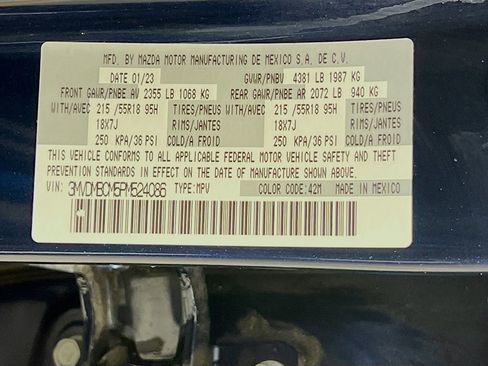 MFD. BY MAZDA MOTOR MANUFACTURING DE MEXICO S.A. DE C.V.
DATE 01/23 GVWR/PNBV 4381 LB 1987 KG
FRONT GAWR/PNBE AV 2355 LB 1068 KG REAR GAWR/PNBE AR 2072 LB 940 KG
WITH/AVEC 215 /55R18 95H TIRES/PNEUS WITH/AVEC 215 /55R18 95H TIRES/PNEUS
18X7J RIMS/JANTES 18X7J RIMS/JANTES
250 KPA/36 PSI COLD/A FROID 250 KPA/36 PSI COLD/A FROID
THIS VEHICLE CONFORMS TO ALL APPLICABLE FEDERAL MOTOR VEHICLE SAFETY AND THEFT
PREVENTION STANDARDS IN EFFECT ON THE DATE OF MANUFACTURE SHOWN ABOVE.
VIN: 3MVDMBCM5PM524086 TYPE:MPV COLOR CODE: 42M MADE IN MEXICO